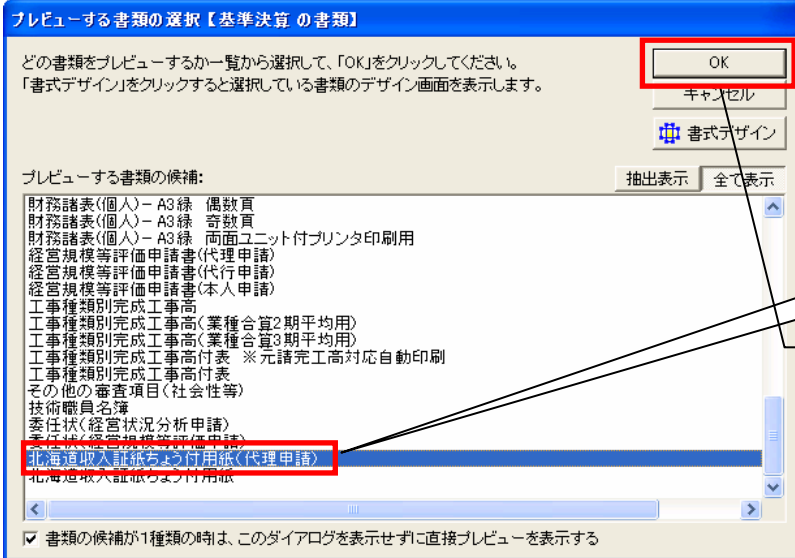 プレビューする書類の選択【基準決算 の書類】
どの書類をプレビューするか一覧から選択して、「OK」をクリックしてください。
「書式デザイン」をクリックすると選択している書類のデザイン画面を表示します。
OK
キャンセル
書式デザイン
プレビューする書類の候補:
抽出表示
全て表示
財務諸表(個人)－A3緑 偶数頁
財務諸表(個人)－A3緑 奇数頁
財務諸表(個人)－A3緑 両面ユニット付プリンタ印刷用
経営規模等評価申請書(代理申請)
経営規模等評価申請書(代行申請)
経営規模等評価申請書(本人申請)
工事種類別完成工事高
工事種類別完成工事高(業種合算2期平均用)
工事種類別完成工事高(業種合算3期平均用)
工事種類別完成工事高付表 ※元請完工高対応自動印刷
工事種類別完成工事高付表
その他の審査項目(社会性等)
技術職員名簿
委任状(経営状況分析申請)
委任状(経営規模等評価申請)
北海道収入証紙ちょう付用紙(代理申請)
北海道収入証紙ちょう付用紙
書類の候補が1種類の時は、このダイアログを表示せずに直接プレビューを表示する